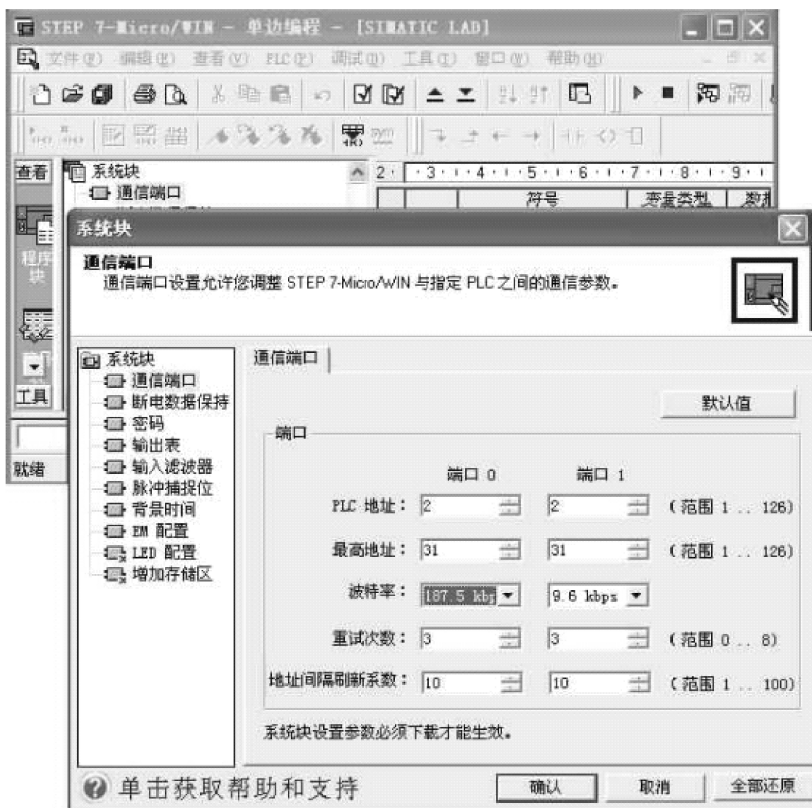 STEP 7-Micro/WIN - 单边编程 - [SIMATIC LAD]
文件(F) 编辑(E) 查看(V) PLC(P) 调试(D) 工具(T) 窗口(W) 帮助(H)
查看
系统块
通信端口
2 · 3 · 4 · 5 · 6 · 7 · 8 · 9
符号 变量类型
程序块
工具
就绪
系统块
通信端口
通信端口设置允许您调整 STEP 7-Micro/WIN 与指定 PLC 之间的通信参数。
系统块
通信端口
断电数据保持
密码
输出表
输入滤波器
脉冲捕捉位
背景时间
EM 配置
LED 配置
增加存储区
通信端口
默认值
端口
端口 0 端口 1
PLC 地址: 2 2 (范围 1 .. 126)
最高地址: 31 31 (范围 1 .. 126)
波特率: 187.5 kbp 9.6 kbps
重试次数: 3 3 (范围 0 .. 8)
地址间隔刷新系数: 10 10 (范围 1 .. 100)
系统块设置参数必须下载才能生效。
单击获取帮助和支持 确认 取消 全部还原